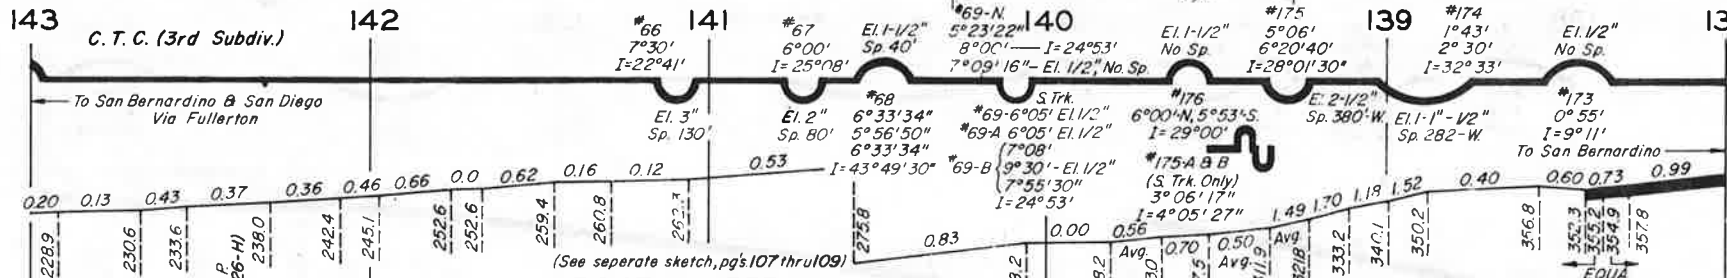 143
142
141
140
139
C. T. C. (3rd Subdiv.)
To San Bernardino & San Diego
Via Fullerton
#66
7°30'
I=22°41'
El. 3"
Sp. 130'
#67
6°00'
I=25°08'
El. 2"
Sp. 80'
El. 1-1/2"
Sp. 40'
#68
6°33'34"
5°56'50"
6°33'34"
I=43°49'30"
#69-N.
5°23'22"
8°00'— I=24°53'
7°09'16"- El. 1/2", No Sp.
S. Trk.
#69-6°05' El. 1/2"
#69-A 6°05' El. 1/2"
#69-B
7°08'
9°30'-El. 1/2"
7°55'30"
I=24°53'
El. 1-1/2"
No Sp.
#176
6°00'-N, 5°53'-S.
I=29°00'
#175-A & B
(S. Trk. Only)
3°06'17"
I=4°05'27"
#175
5°06'
6°20'40"
I=28°01'30"
E. 2-1/2"
Sp. 380'-W.
#174
1°43'
2°30'
I=32°33'
El. 1-1"-1/2"
Sp. 282-W.
El. 1/2"
No Sp.
#173
0°55'
I=9°11'
To San Bernardino
0.20 0.13 0.43 0.37 0.36 0.46 0.66 0.0 0.62 0.16 0.12 0.53
228.9
230.6
233.6
238.0
242.4
245.1
252.6
252.6
259.4
260.8
275.8
(See seperate sketch, pg's. 107 thru 109)
0.83 0.00 0.56 Avg. 0.70 0.50 Avg. 1.49 Avg. 1.70 1.18 1.52 0.40 0.60 0.73 0.99
333.2
340.1
350.2
356.8
352.3
355.2
354.9
357.8